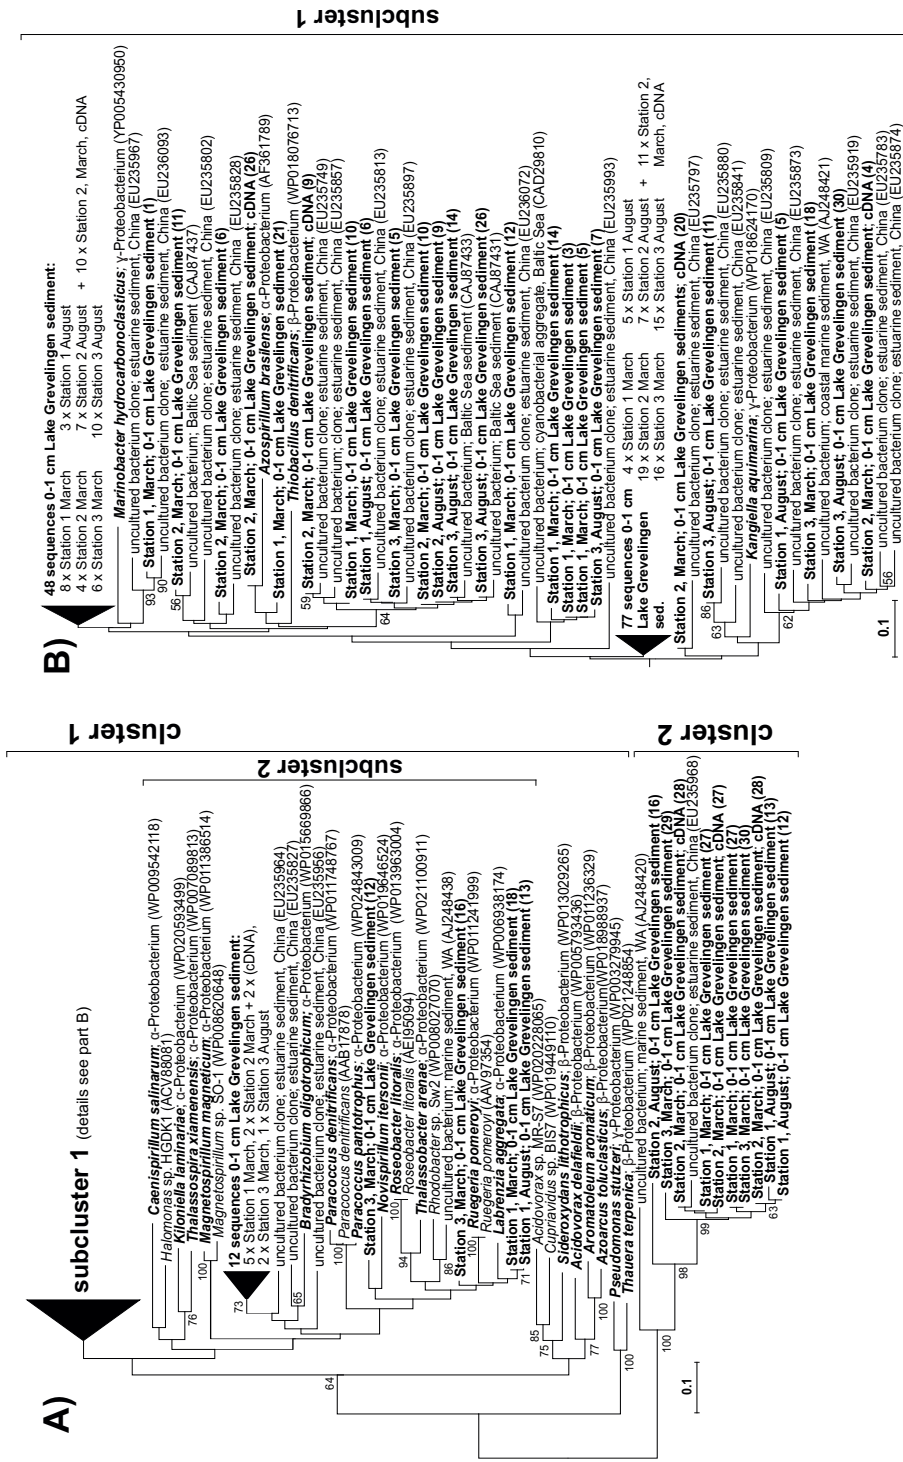 A)
subcluster 1 (details see part B)
Caenispirillum salinarum; α-Proteobacterium (WP009542118)
Halomonas sp. HGDK1 (ACV88081)
Kiloniella laminariae; α-Proteobacterium (WP020593499)
Thalassospira xiamenensis; α-Proteobacterium (WP007089813)
Magnetospirillum magneticum; α-Proteobacterium (WP011386514)
Magnetospirillum sp. SO-1 (WP008620648)
12 sequences 0-1 cm Lake Grevelingen sediment:
5 x Station 1 March, 2 x Station 2 March + 2 x (cDNA),
2 x Station 3 March, 1 x Station 3 August
uncultured bacterium clone; estuarine sediment, China (EU235964)
uncultured bacterium clone; estuarine sediment, China (EU235827)
Bradyrhizobium oligotrophicum; α-Proteobacterium (WP015669866)
uncultured bacterium clone; estuarine sediment, China (EU235956)
Paracoccus denitrificans; α-Proteobacterium (WP011748767)
Paracoccus denitrificans (AAB17878)
Paracoccus pantotrophus; α-Proteobacterium (WP024843009)
Station 3, March; 0-1 cm Lake Grevelingen sediment (12)
Novispirillum itersonii; α-Proteobacterium (WP019646524)
Roseobacter litoralis; α-Proteobacterium (WP013963004)
Roseobacter litoralis (AEI95094)
Thalassobacter arenae; α-Proteobacterium (WP021100911)
Rhodobacter sp. Sw2 (WP008027070)
uncultured bacterium; marine sediment, WA (AJ248438)
Station 3, March; 0-1 cm Lake Grevelingen sediment (16)
Ruegeria pomeroyi; α-Proteobacterium (WP011241999)
Ruegeria pomeroyi (AAV97354)
Labrenzia aggregata; α-Proteobacterium (WP006938174)
Station 1, March; 0-1 cm Lake Grevelingen sediment (18)
Station 1, August; 0-1 cm Lake Grevelingen sediment (13)
Acidovorax sp. MR-S7 (WP020228065)
Cupriavidus sp. BIS7 (WP019449110)
Sideroxydans lithotrophicus; β-Proteobacterium (WP013029265)
Acidovorax delafieldii; β-Proteobacterium (WP005793436)
Aromatoleum aromaticum; β-Proteobacterium (WP011236329)
Azoarcus toluclasticus; β-Proteobacterium (WP018989937)
Pseudomonas stutzeri; γ-Proteobacterium (WP003279945)
Thauera terpenica; β-Proteobacterium (WP021248854)
uncultured bacterium; marine sediment, WA (AJ248420)
Station 2, August; 0-1 cm Lake Grevelingen sediment (16)
Station 3, March; 0-1 cm Lake Grevelingen sediment (29)
Station 2, March; 0-1 cm Lake Grevelingen sediment; cDNA (28)
uncultured bacterium clone; estuarine sediment, China (EU235968)
Station 1, March; 0-1 cm Lake Grevelingen sediment (27)
Station 2, March; 0-1 cm Lake Grevelingen sediment; cDNA (27)
Station 1, March; 0-1 cm Lake Grevelingen sediment (27)
Station 3, March; 0-1 cm Lake Grevelingen sediment (30)
Station 2, March; 0-1 cm Lake Grevelingen sediment; cDNA (28)
Station 1, August; 0-1 cm Lake Grevelingen sediment (13)
Station 1, August; 0-1 cm Lake Grevelingen sediment (12)
76
100
73
65
100
100
94
86
100
71
85
75
77
100
100
64
98
99
63
100
0.1
cluster 1
subcluster 2
cluster 2
B)
48 sequences 0-1 cm Lake Grevelingen sediment:
8 x Station 1 March 3 x Station 1 August
4 x Station 2 March 7 x Station 2 August + 10 x Station 2, March, cDNA
6 x Station 3 March 10 x Station 3 August
Marinobacter hydrocarbonoclasticus; γ-Proteobacterium (YP005430950)
uncultured bacterium clone; estuarine sediment, China (EU235967)
Station 1, March; 0-1 cm Lake Grevelingen sediment (1)
uncultured bacterium clone; estuarine sediment, China (EU236093)
Station 2, March; 0-1 cm Lake Grevelingen sediment (11)
uncultured bacterium; Baltic Sea sediment (CAJ87437)
uncultured bacterium clone; estuarine sediment, China (EU235802)
Station 2, March; 0-1 cm Lake Grevelingen sediment (6)
uncultured bacterium clone; estuarine sediment, China (EU235828)
Station 2, March; 0-1 cm Lake Grevelingen sediment; cDNA (26)
Azospirillum brasilense; α-Proteobacterium (AF361789)
Station 1, March; 0-1 cm Lake Grevelingen sediment (21)
Thiobacillus denitrificans; β-Proteobacterium (WP018076713)
Station 2, March; 0-1 cm Lake Grevelingen sediment; cDNA (9)
uncultured bacterium clone; estuarine sediment, China (EU235749)
uncultured bacterium clone; estuarine sediment, China (EU235857)
Station 1, March; 0-1 cm Lake Grevelingen sediment (10)
Station 1, August; 0-1 cm Lake Grevelingen sediment (6)
uncultured bacterium clone; estuarine sediment, China (EU235813)
Station 3, March; 0-1 cm Lake Grevelingen sediment (5)
uncultured bacterium clone; estuarine sediment, China (EU235897)
Station 2, March; 0-1 cm Lake Grevelingen sediment (10)
Station 2, August; 0-1 cm Lake Grevelingen sediment (9)
Station 3, August; 0-1 cm Lake Grevelingen sediment (14)
uncultured bacterium; Baltic Sea sediment (CAJ87433)
Station 3, August; 0-1 cm Lake Grevelingen sediment (26)
uncultured bacterium; Baltic Sea sediment (CAJ87431)
Station 1, March; 0-1 cm Lake Grevelingen sediment (12)
uncultured bacterium clone; estuarine sediment, China (EU236072)
uncultured bacterium; cyanobacterial aggregate, Baltic Sea (CAD29810)
Station 1, March; 0-1 cm Lake Grevelingen sediment (14)
Station 1, March; 0-1 cm Lake Grevelingen sediment (3)
Station 1, March; 0-1 cm Lake Grevelingen sediment (5)
Station 3, August; 0-1 cm Lake Grevelingen sediment (7)
uncultured bacterium clone; estuarine sediment, China (EU235993)
77 sequences 0-1 cm 4 x Station 1 March 5 x Station 1 August
Lake Grevelingen 19 x Station 2 March 7 x Station 2 August + 11 x Station 2,
sed. 16 x Station 3 March 15 x Station 3 August March, cDNA
Station 2, March; 0-1 cm Lake Grevelingen sediments; cDNA (20)
uncultured bacterium clone; estuarine sediment, China (EU235797)
Station 3, August; 0-1 cm Lake Grevelingen sediment (11)
uncultured bacterium clone; estuarine sediment, China (EU235880)
uncultured bacterium clone; estuarine sediment, China (EU235841)
Kangiella aquimarina; γ-Proteobacterium (WP018624170)
uncultured bacterium clone; estuarine sediment, China (EU235809)
Station 1, August; 0-1 cm Lake Grevelingen sediment (5)
uncultured bacterium clone; estuarine sediment, China (EU235873)
Station 3, March; 0-1 cm Lake Grevelingen sediment (18)
uncultured bacterium; coastal marine sediment, WA (AJ248421)
Station 3, August; 0-1 cm Lake Grevelingen sediment (30)
uncultured bacterium clone; estuarine sediment, China (EU235919)
Station 2, March; 0-1 cm Lake Grevelingen sediment; cDNA (4)
uncultured bacterium clone; estuarine sediment, China (EU235783)
uncultured bacterium clone; estuarine sediment, China (EU235874)
93
90
56
59
64
86
63
62
56
0.1
subcluster 1